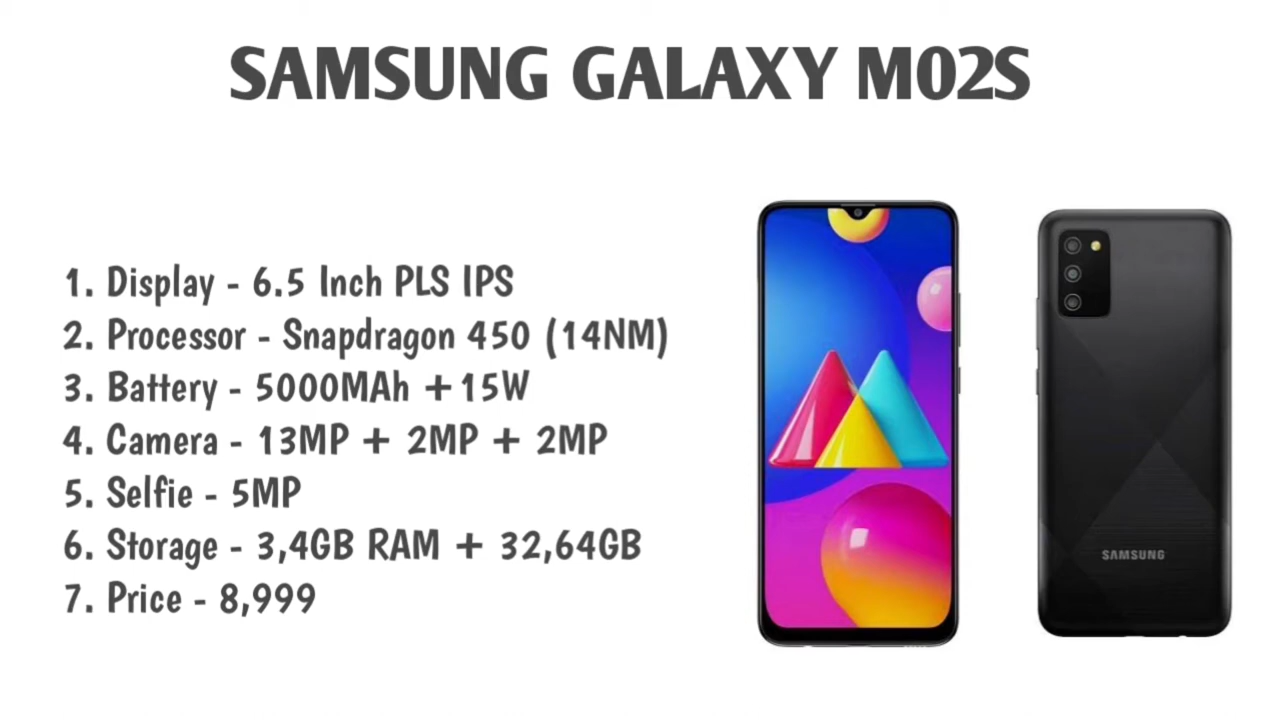 SAMSUNG GALAXY M02S
1. Display - 6.5 Inch PLS IPS
2. Processor - Snapdragon 450 (14NM)
3. Battery - 5000MAh +15W
4. Camera - 13MP + 2MP + 2MP
5. Selfie - 5MP
6. Storage - 3,4GB RAM + 32,64GB
7. Price - 8,999
SAMSUNG